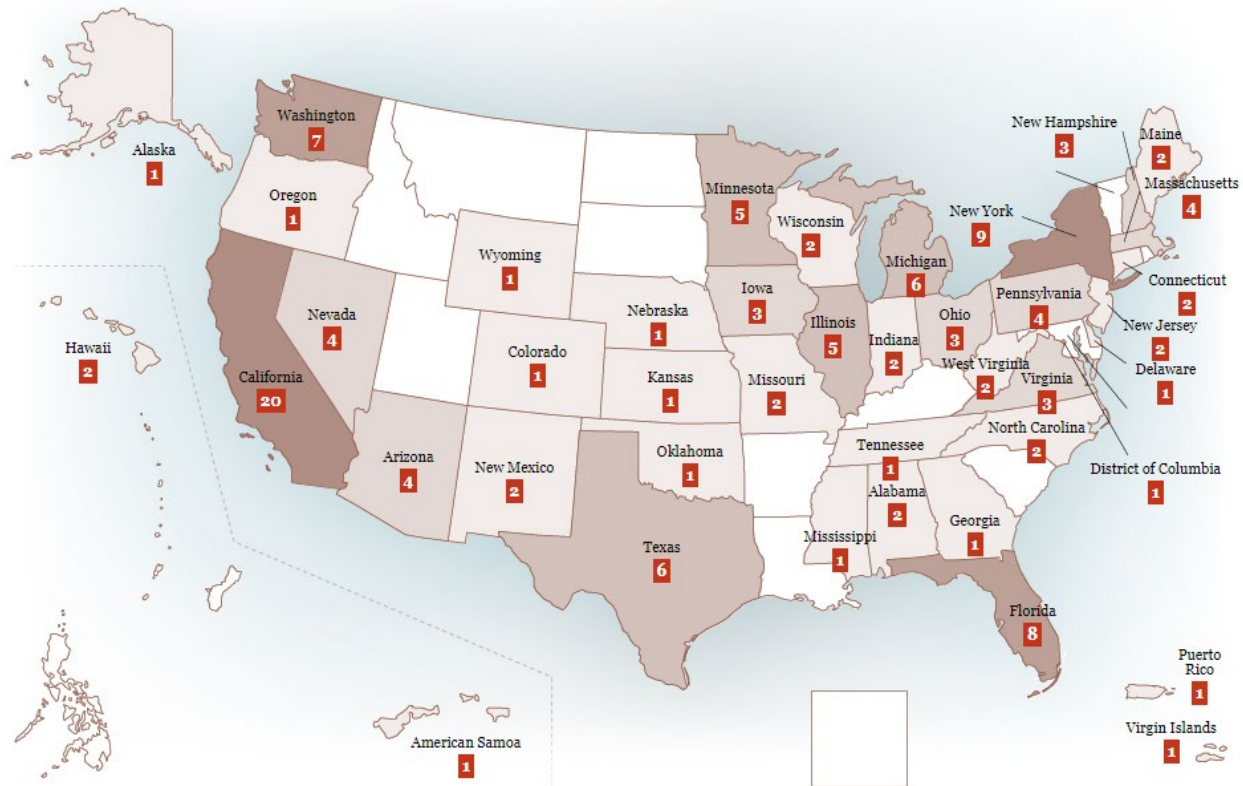 Alaska
1
Washington
7
Oregon
1
California
20
Nevada
4
Hawaii
2
Wyoming
1
Colorado
1
Arizona
4
New Mexico
2
Nebraska
1
Kansas
1
Oklahoma
1
Texas
6
Minnesota
5
Iowa
3
Missouri
2
Wisconsin
2
Illinois
5
Michigan
6
Indiana
2
Ohio
3
West Virginia
2
Virginia
3
Pennsylvania
4
New York
9
New Hampshire
3
Maine
2
Massachusetts
4
Connecticut
2
New Jersey
2
Delaware
1
District of Columbia
1
North Carolina
2
Tennessee
1
Mississippi
1
Alabama
2
Georgia
1
Florida
8
Puerto
Rico
1
Virgin Islands
1
American Samoa
1